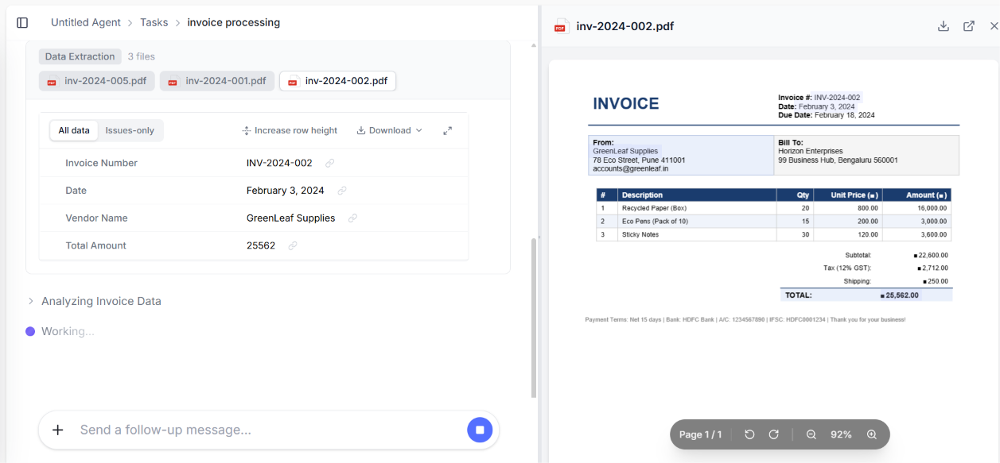 Untitled Agent > Tasks > invoice processing
Data Extraction 3 files
inv-2024-005.pdf inv-2024-001.pdf inv-2024-002.pdf
All data Issues-only Increase row height Download
Invoice Number INV-2024-002
Date February 3, 2024
Vendor Name GreenLeaf Supplies
Total Amount 25562
Analyzing Invoice Data
Working...
Send a follow-up message...
PDF inv-2024-002.pdf
INVOICE
Invoice #: INV-2024-002
Date: February 3, 2024
Due Date: February 18, 2024
From:
GreenLeaf Supplies
78 Eco Street, Pune 411001
accounts@greenleaf.in
Bill To:
Horizon Enterprises
99 Business Hub, Bengaluru 560001
# Description Qty Unit Price (■) Amount (■)
1 Recycled Paper (Box) 20 800.00 16,000.00
2 Eco Pens (Pack of 10) 15 200.00 3,000.00
3 Sticky Notes 30 120.00 3,600.00
Subtotal: ■22,600.00
Tax (12% GST): ■2,712.00
Shipping: ■250.00
TOTAL: ■25,562.00
Payment Terms: Net 15 days | Bank: HDFC Bank | A/C: 1234567890 | IFSC: HDFC0001234 | Thank you for your business!
Page 1 / 1 92%